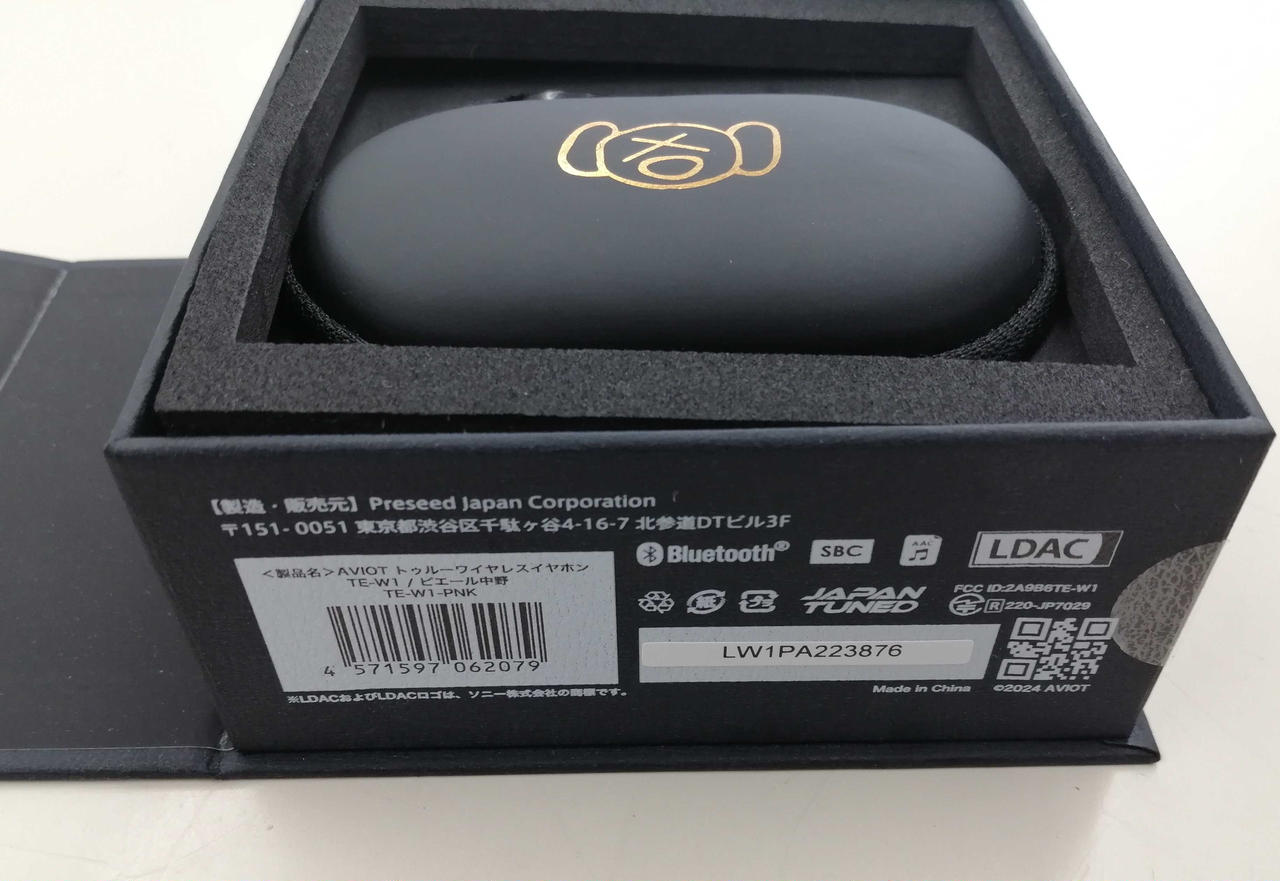 【製造・販売元】Preseed Japan Corporation
〒151-0051 東京都渋谷区千駄ヶ谷4-16-7 北参道DTビル3F
<製品名>AVIOT トゥルーワイヤレスイヤホン
TE-W1 / ピエール中野
TE-W1-PNK
4 571597 062079
※LDACおよびLDACロゴは、ソニー株式会社の商標です。
Bluetooth®
SBC
AAC
LDAC
紙
プラ
JAPAN
TUNED
FCC ID:2A9B6TE-W1
R 220-JP7029
LW1PA223876
Made in China
©2024 AVIOT